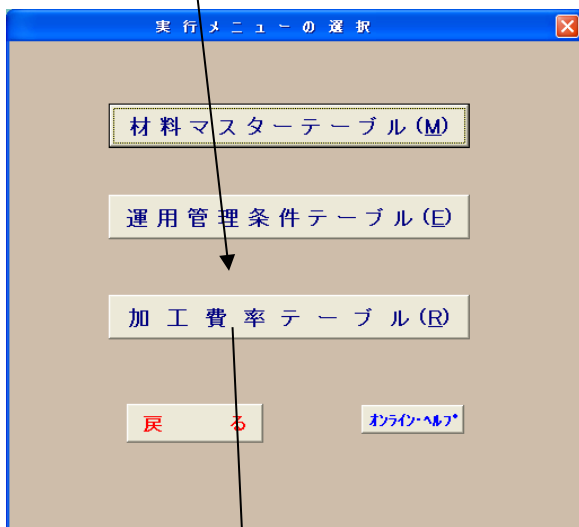 実行メニューの選択
材料マスターテーブル(M)
運用管理条件テーブル(E)
加工費率テーブル(R)
戻る
オンライン・ヘルプ